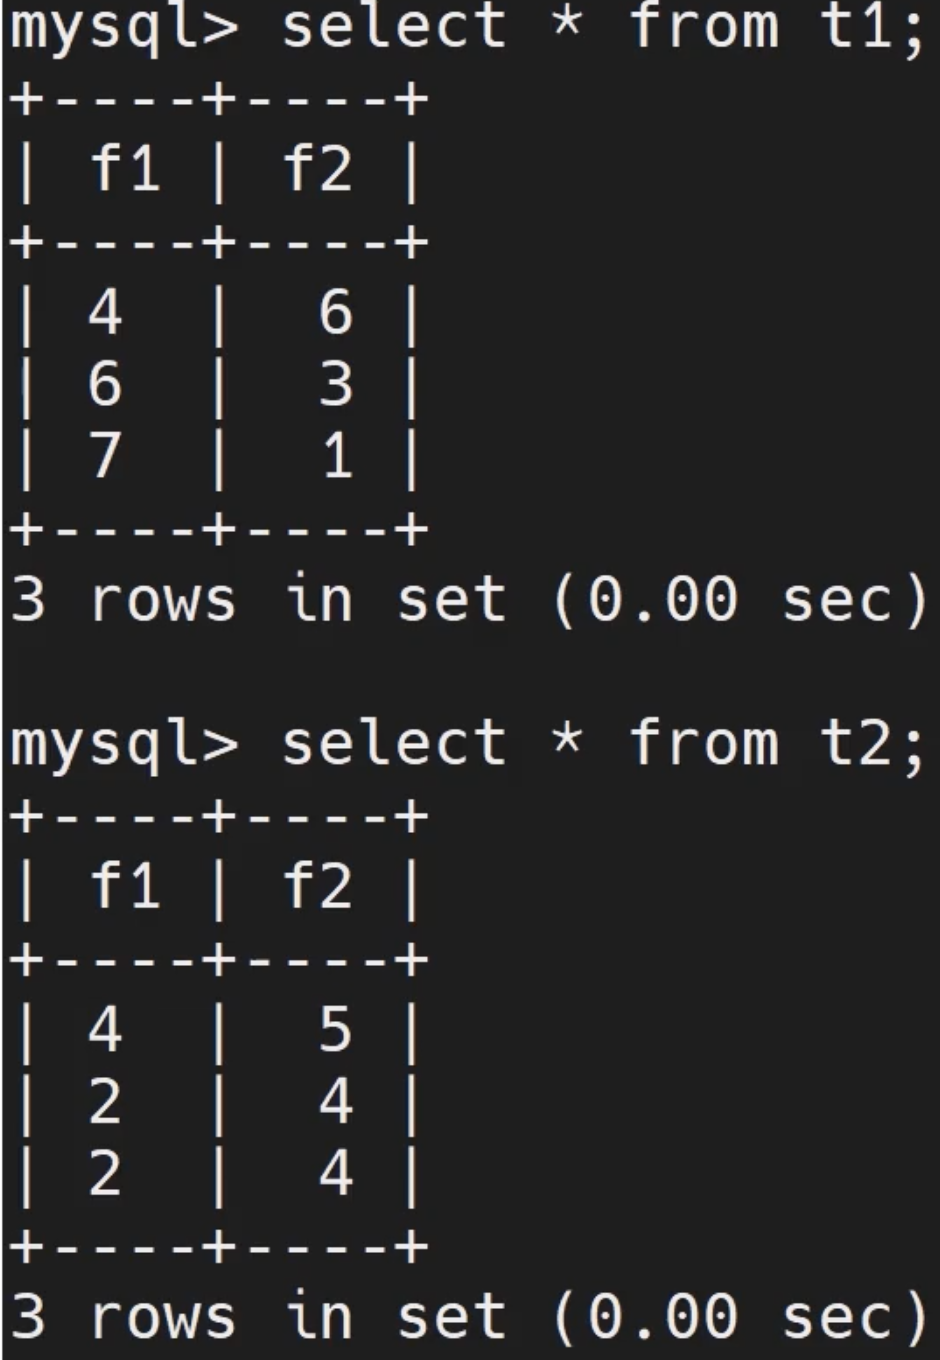 mysql> select * from t1;
+----+----+
| f1 | f2 |
+----+----+
| 4  |  6 |
| 6  |  3 |
| 7  |  1 |
+----+----+
3 rows in set (0.00 sec)

mysql> select * from t2;
+----+----+
| f1 | f2 |
+----+----+
| 4  |  5 |
| 2  |  4 |
| 2  |  4 |
+----+----+
3 rows in set (0.00 sec)